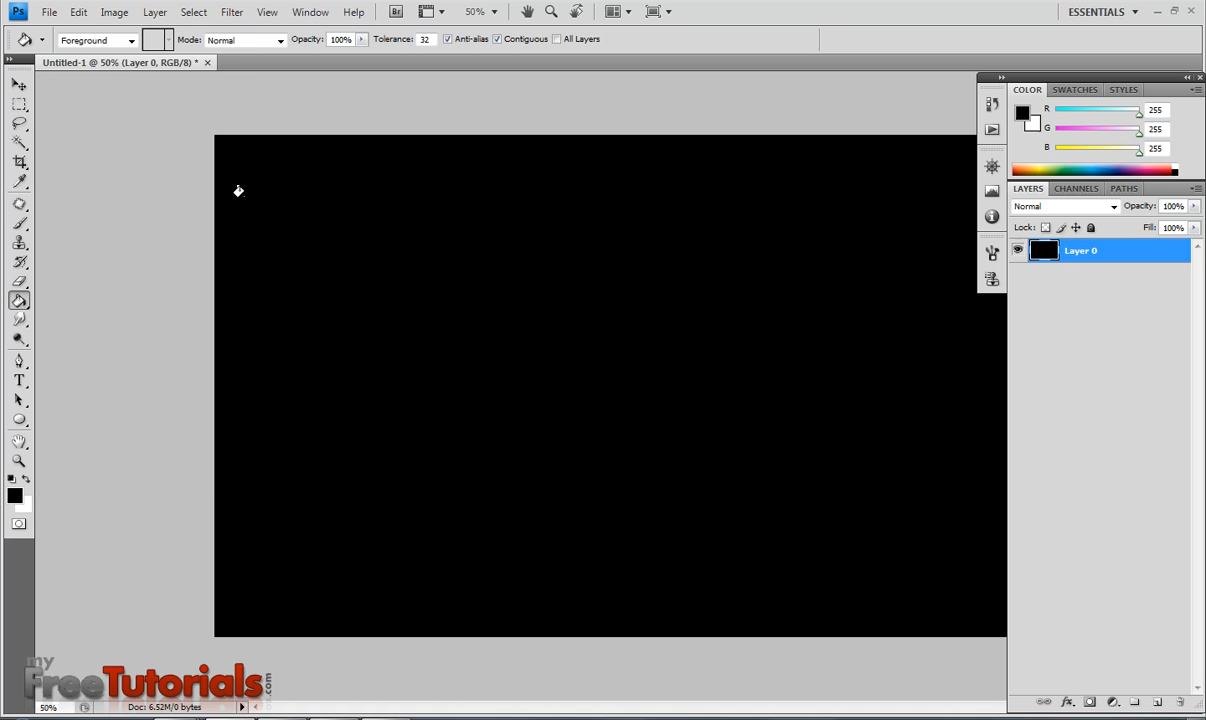 Ps File Edit Image Layer Select Filter View Window Help Br 50% ESSENTIALS
Foreground Mode: Normal Opacity: 100% Tolerance: 32 Anti-alias Contiguous All Layers
Untitled-1 @ 50% (Layer 0, RGB/8) *
COLOR SWATCHES STYLES
R 255
G 255
B 255
LAYERS CHANNELS PATHS
Normal Opacity: 100%
Lock: Fill: 100%
Layer 0
T
my
FreeTutorials.com
50% Doc: 6.52M/0 bytes